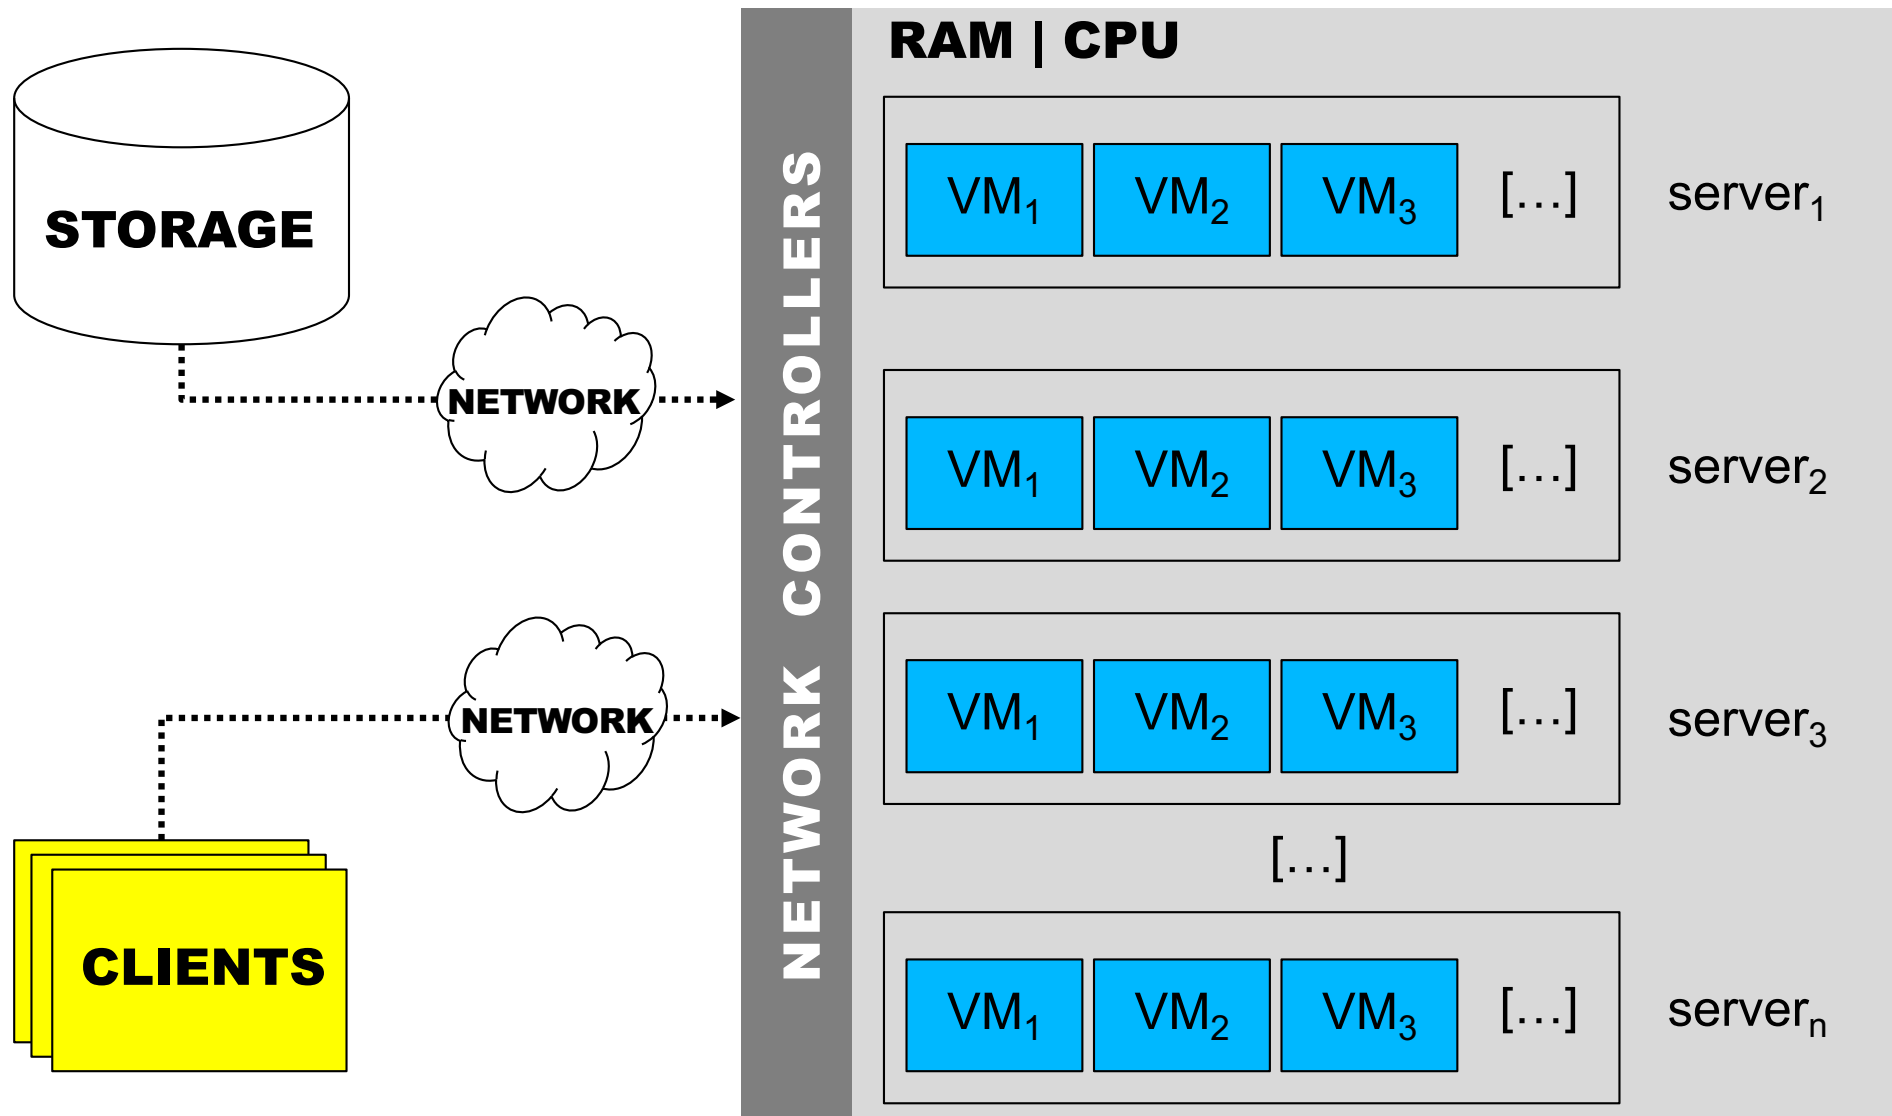 RAM | CPU
STORAGE
NETWORK
NETWORK
CLIENTS
NETWORK CONTROLLERS
VM₁ VM₂ VM₃ […] server₁
VM₁ VM₂ VM₃ […] server₂
VM₁ VM₂ VM₃ […] server₃
[…]
VM₁ VM₂ VM₃ […] serverₙ